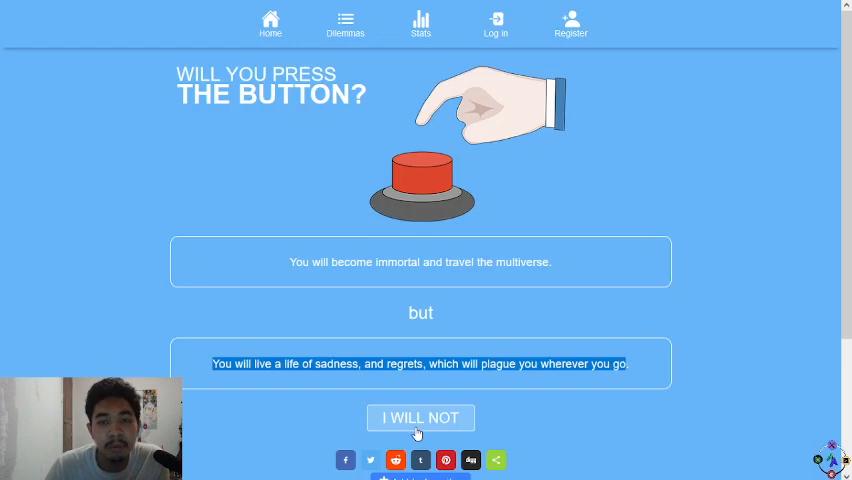 Home
Dilemmas
Stats
Log in
Register
WILL YOU PRESS
THE BUTTON?
You will become immortal and travel the multiverse.
but
You will live a life of sadness, and regrets, which will plague you wherever you go.
I WILL NOT
f
t
digg